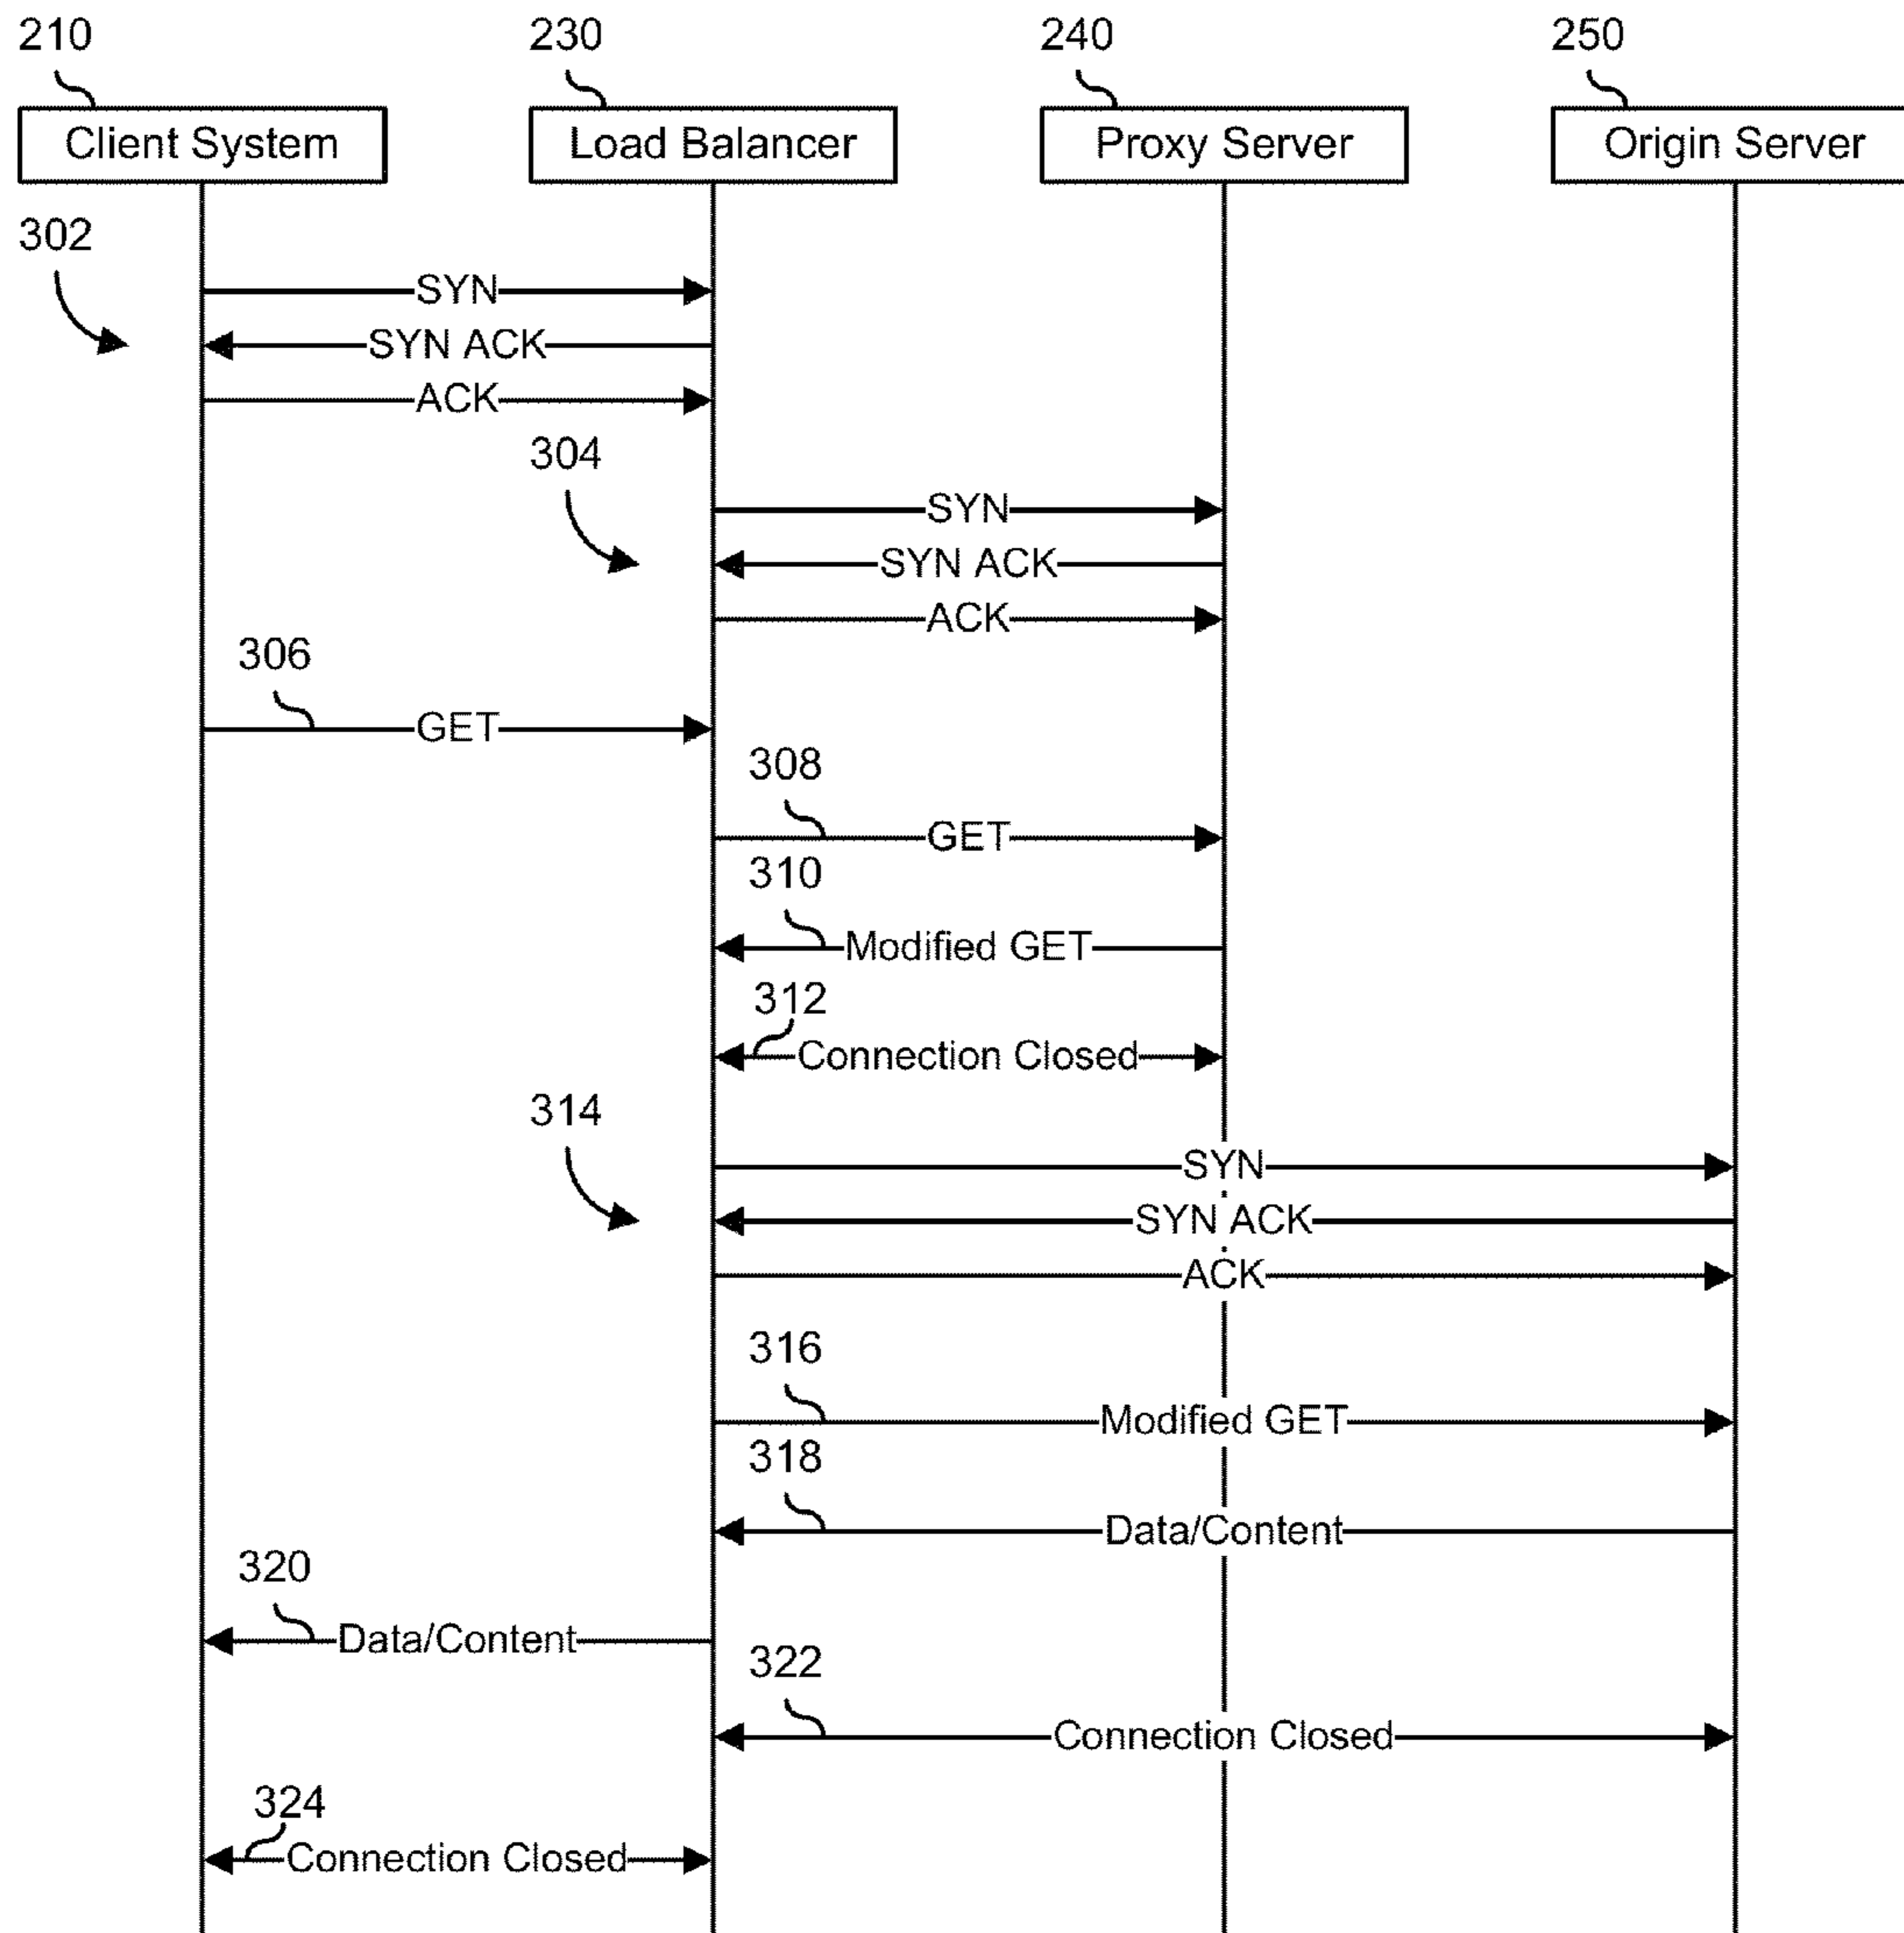 210
230
240
250
Client System
Load Balancer
Proxy Server
Origin Server
302
SYN
SYN ACK
ACK
304
SYN
SYN ACK
ACK
306
GET
308
GET
310
Modified GET
312
Connection Closed
314
SYN
SYN ACK
ACK
316
Modified GET
318
Data/Content
320
Data/Content
322
Connection Closed
324
Connection Closed